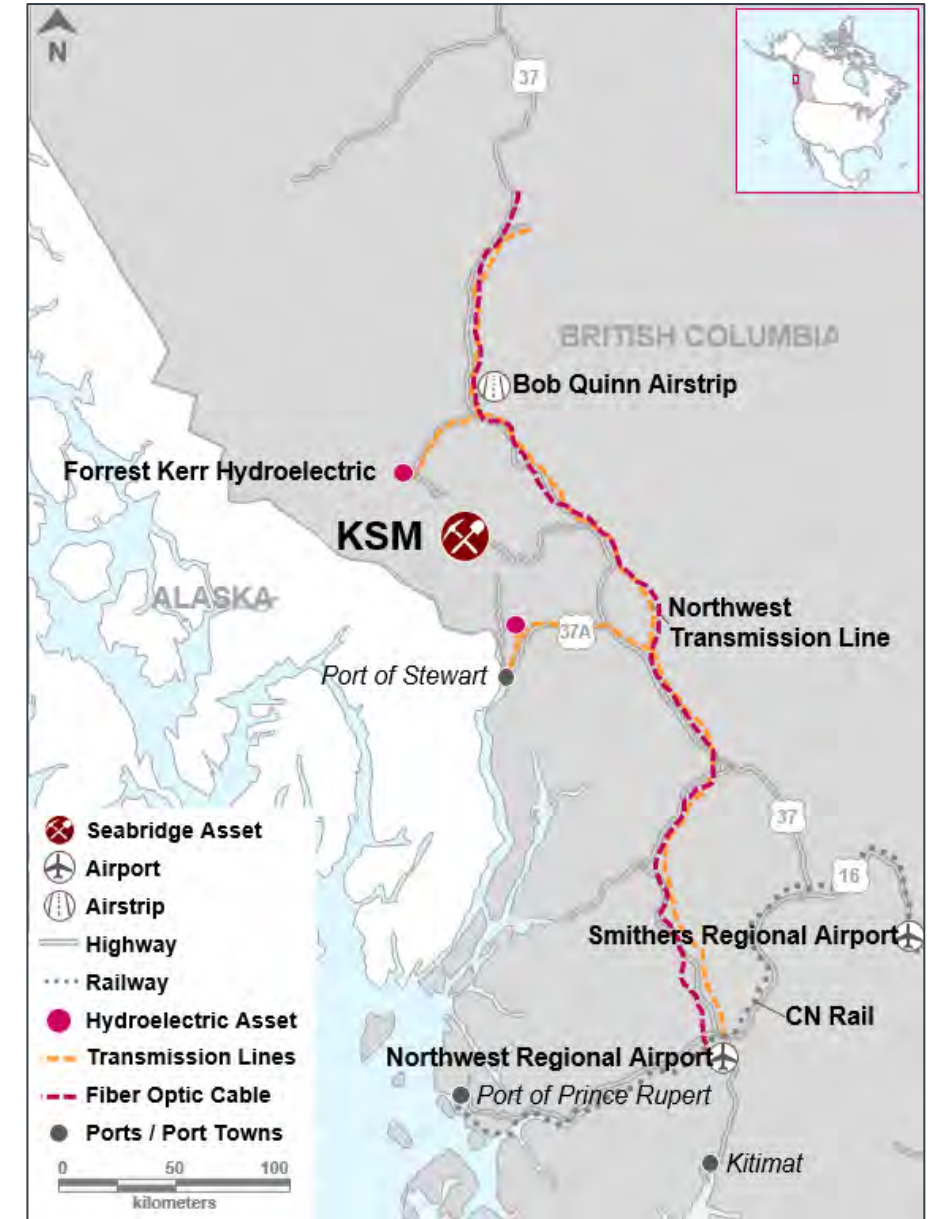 N
37
BRITISH COLUMBIA
Bob Quinn Airstrip
Forrest Kerr Hydroelectric
KSM
ALASKA
Northwest
Transmission Line
37A
Port of Stewart
37
16
Smithers Regional Airport
CN Rail
Northwest Regional Airport
Port of Prince Rupert
Kitimat
Seabridge Asset
Airport
Airstrip
Highway
Railway
Hydroelectric Asset
Transmission Lines
Fiber Optic Cable
Ports / Port Towns
0 50 100
kilometers